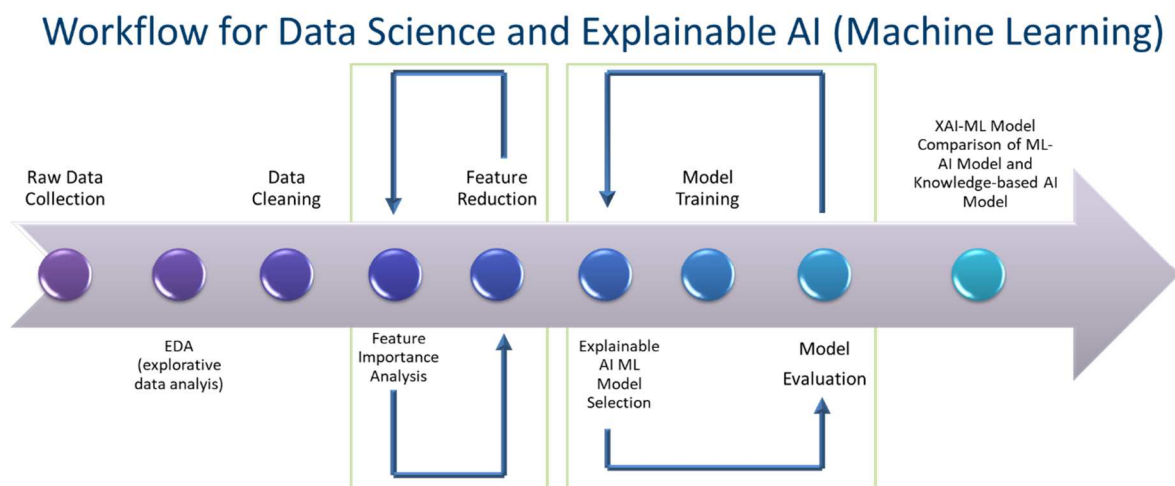 Workflow for Data Science and Explainable AI (Machine Learning)
Raw Data
Collection
EDA
(explorative
data analyis)
Data
Cleaning
Feature
Importance
Analysis
Feature
Reduction
Explainable
AI ML
Model
Selection
Model
Training
Model
Evaluation
XAI-ML Model
Comparison of ML-
AI Model and
Knowledge-based AI
Model